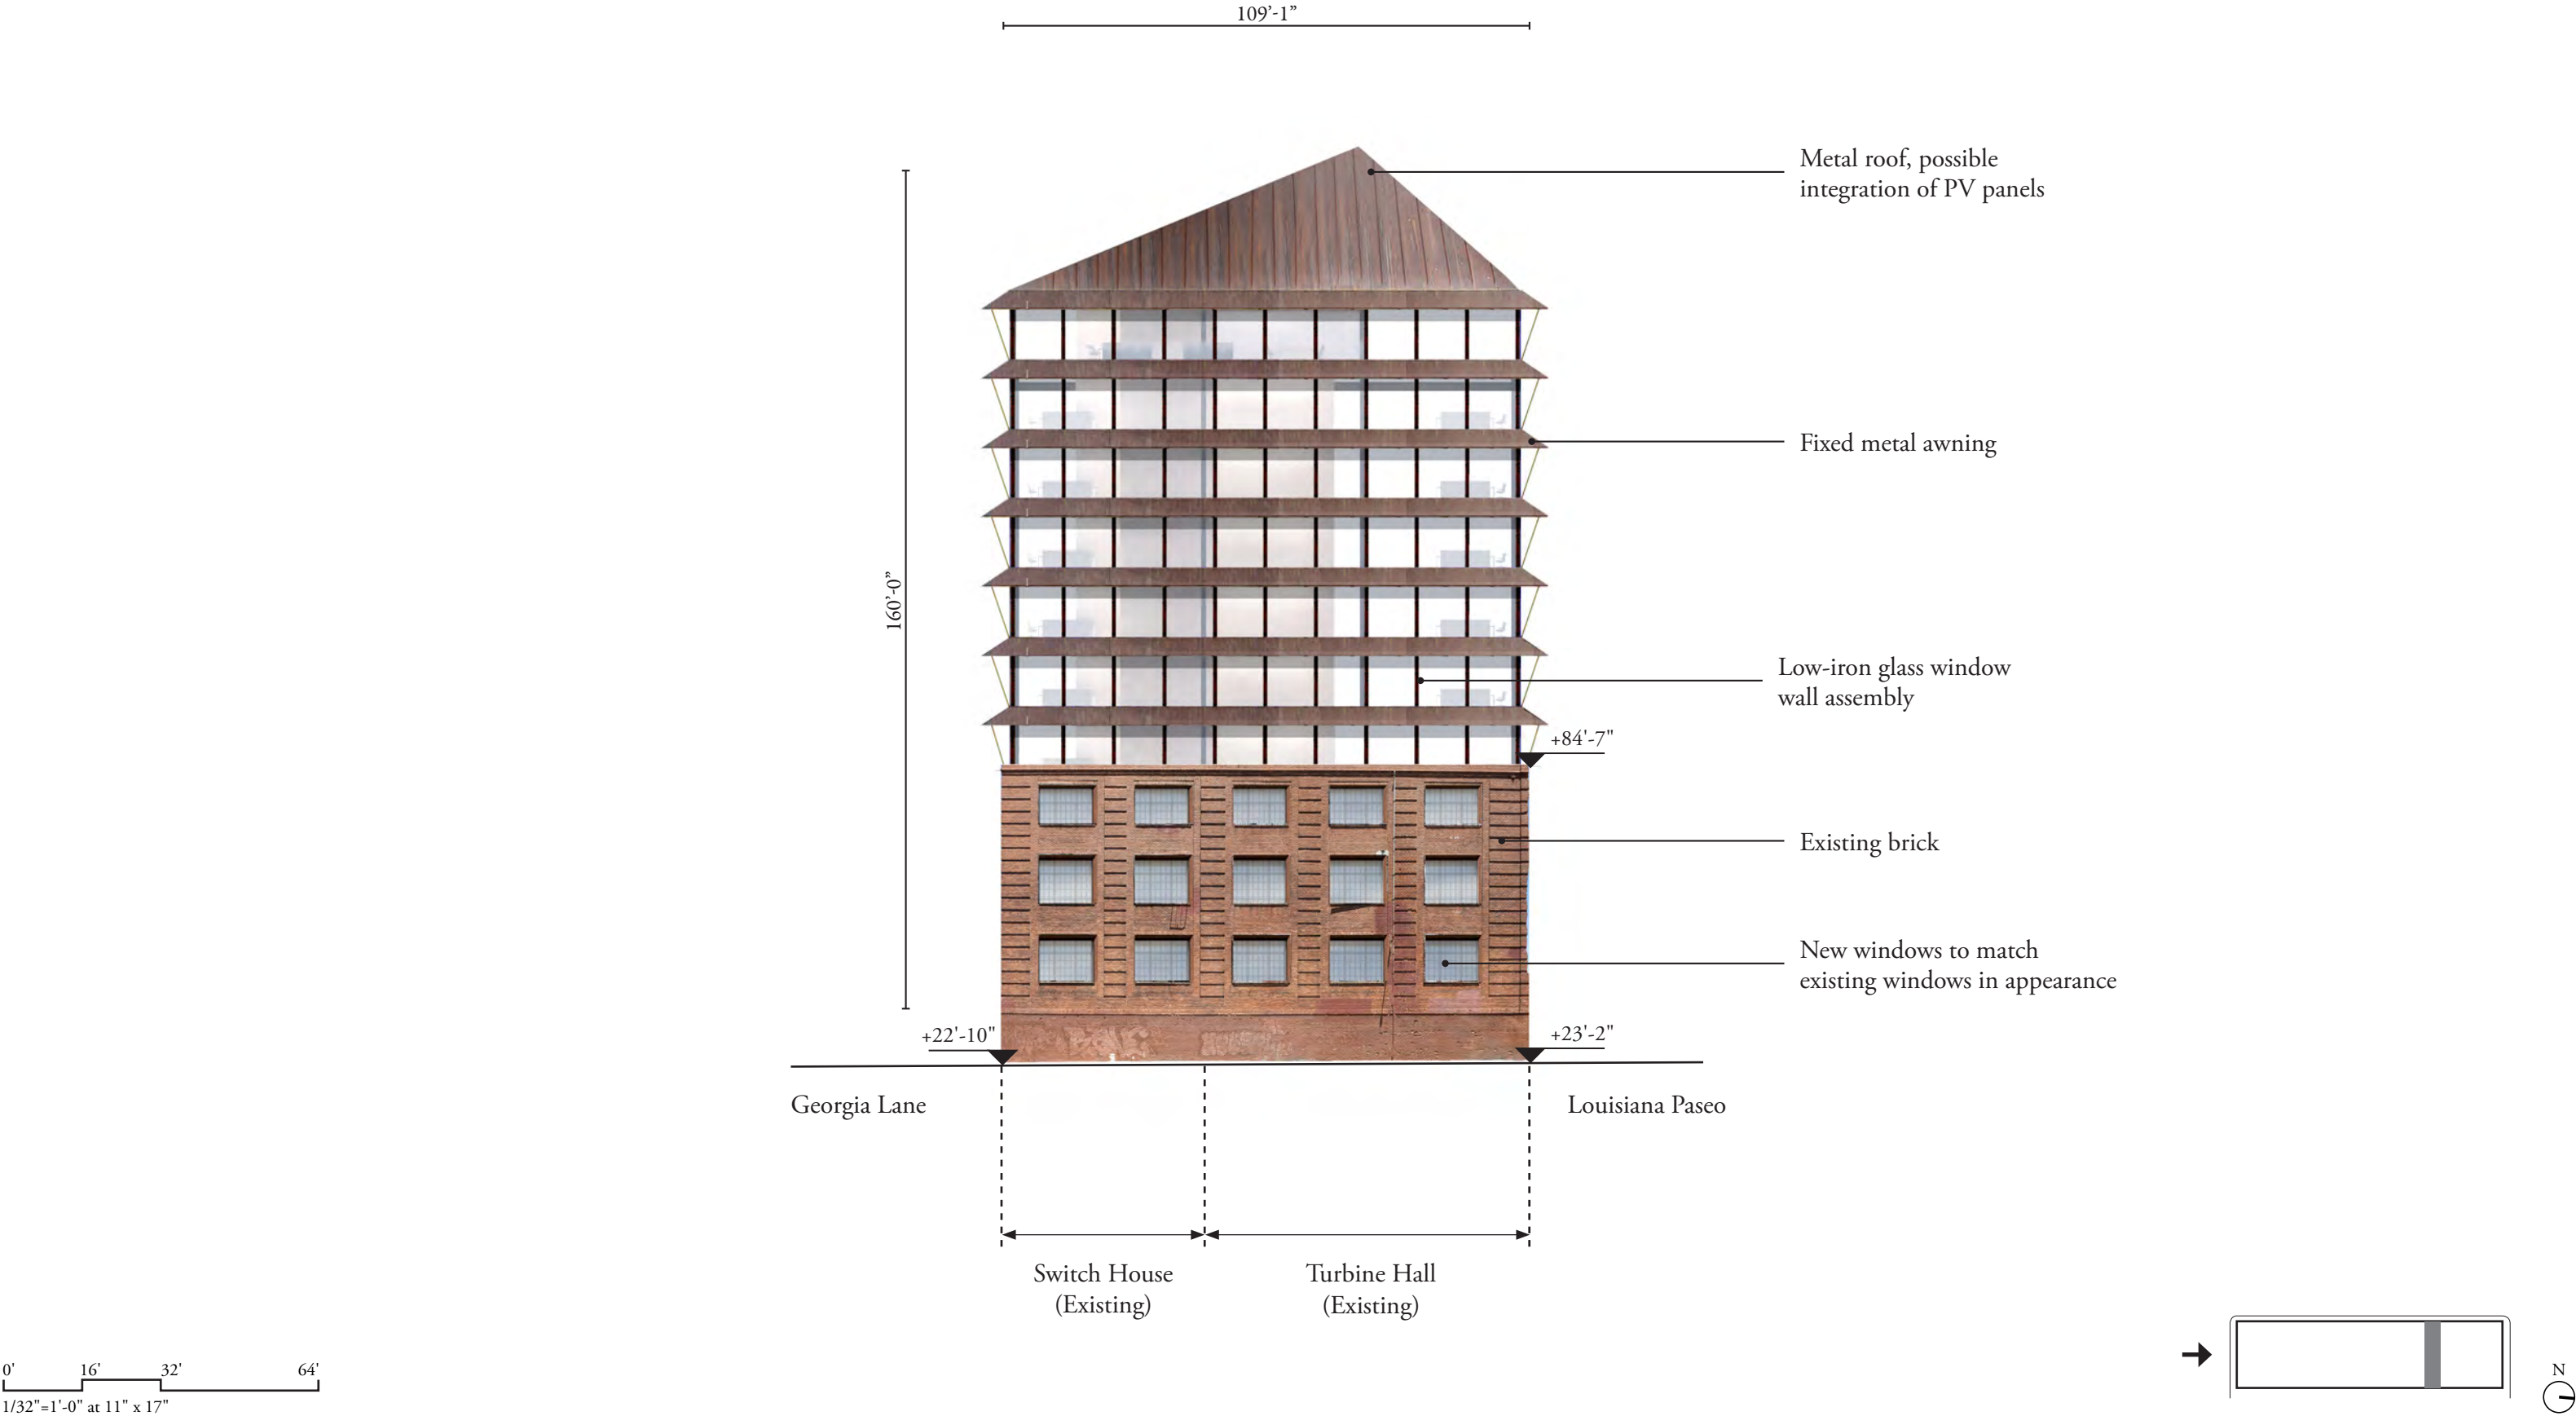 109’-1”
Metal roof, possible
integration of PV panels
Fixed metal awning
160’-0”
Low-iron glass window
wall assembly
+84'-7"
Existing brick
New windows to match
existing windows in appearance
+22'-10"
+23'-2"
Georgia Lane
Louisiana Paseo
Switch House
(Existing)
Turbine Hall
(Existing)
0'
16'
32'
64'
1/32"=1'-0" at 11" x 17"
N